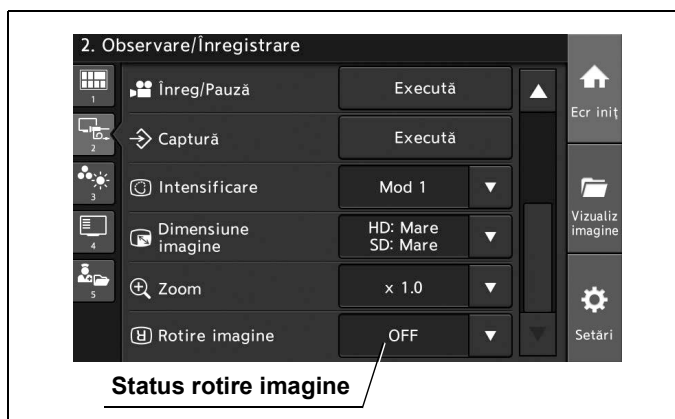 2. Observare/Înregistrare
1
Înreg/Pauză
Execută
2
Captură
Execută
3
Intensificare
Mod 1
4
Dimensiune
imagine
HD: Mare
SD: Mare
5
Zoom
x 1.0
Rotire imagine
OFF
Ecr iniț
Vizualiz
imagine
Setări
Status rotire imagine